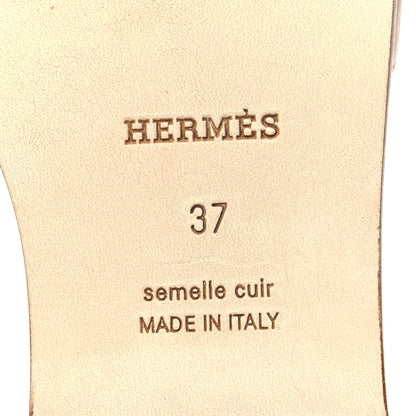 HERMÈS
37
semelle cuir
MADE IN ITALY